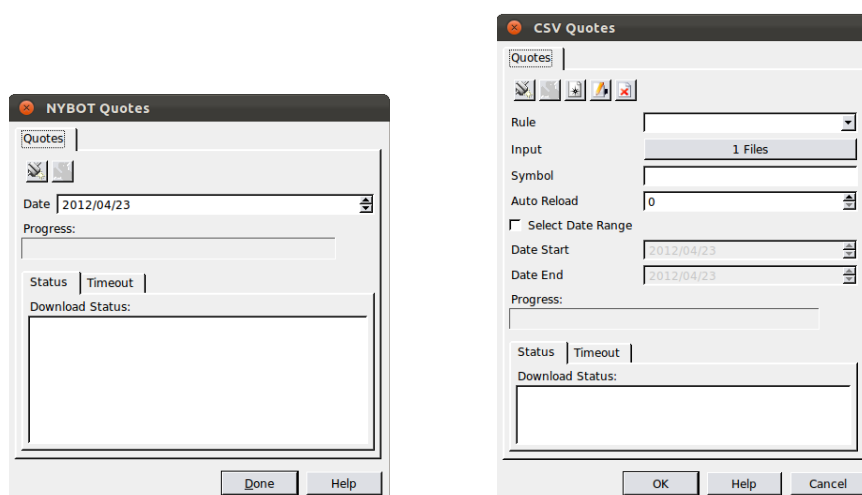 NYBOT Quotes
Quotes
Date 2012/04/23
Progress:
Status Timeout
Download Status:
Done Help
CSV Quotes
Quotes
Rule
Input 1 Files
Symbol
Auto Reload 0
Select Date Range
Date Start 2012/04/23
Date End 2012/04/23
Progress:
Status Timeout
Download Status:
OK Help Cancel